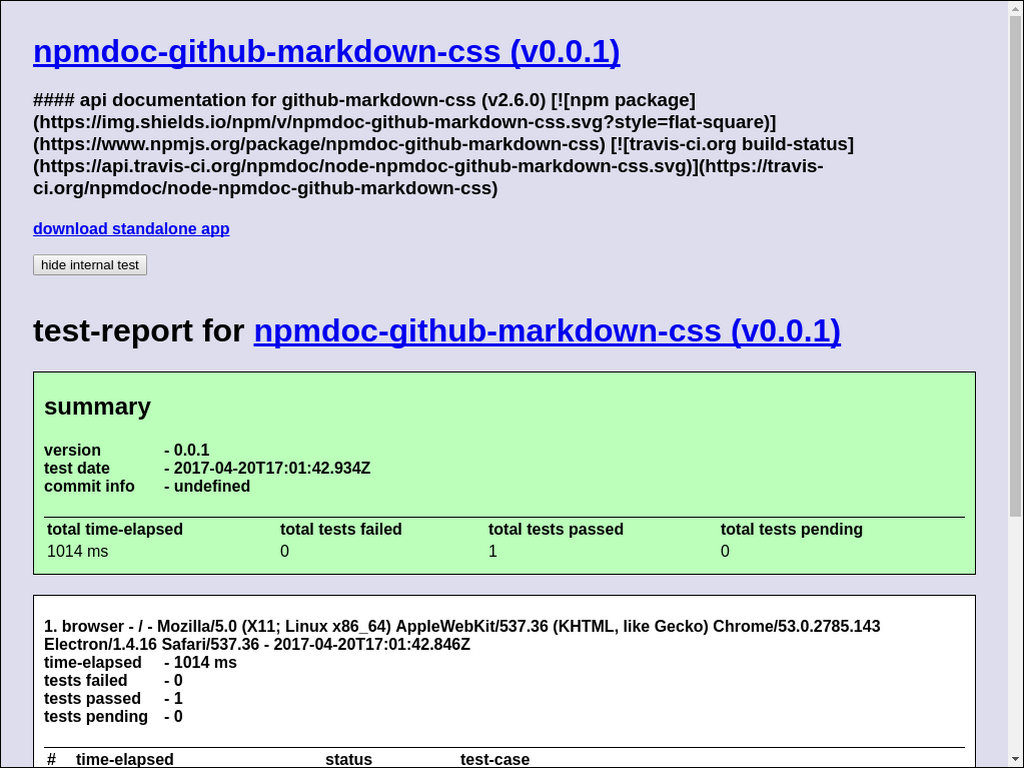 npmdoc-github-markdown-css (v0.0.1)
#### api documentation for github-markdown-css (v2.6.0) [![npm package]
(https://img.shields.io/npm/v/npmdoc-github-markdown-css.svg?style=flat-square)]
(https://www.npmjs.org/package/npmdoc-github-markdown-css) [![travis-ci.org build-status]
(https://api.travis-ci.org/npmdoc/node-npmdoc-github-markdown-css.svg)](https://travis-
ci.org/npmdoc/node-npmdoc-github-markdown-css)
download standalone app
hide internal test
test-report for npmdoc-github-markdown-css (v0.0.1)
summary
version - 0.0.1
test date - 2017-04-20T17:01:42.934Z
commit info - undefined
total time-elapsed total tests failed total tests passed total tests pending
1014 ms 0 1 0
1. browser - / - Mozilla/5.0 (X11; Linux x86_64) AppleWebKit/537.36 (KHTML, like Gecko) Chrome/53.0.2785.143
Electron/1.4.16 Safari/537.36 - 2017-04-20T17:01:42.846Z
time-elapsed - 1014 ms
tests failed - 0
tests passed - 1
tests pending - 0
# time-elapsed status test-case